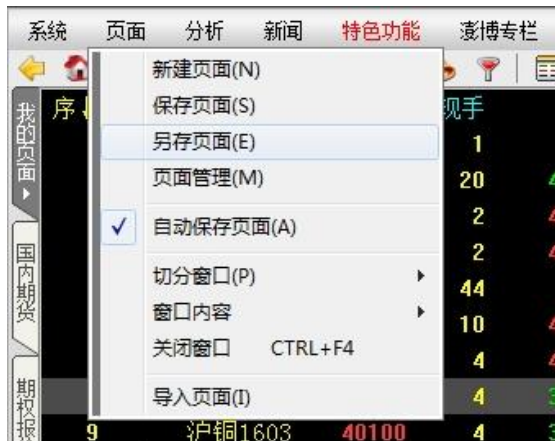 系统 页面 分析 新闻 特色功能 澎博专栏
新建页面(N)
保存页面(S)
另存页面(E)
页面管理(M)
✓ 自动保存页面(A)
切分窗口(P)
窗口内容
关闭窗口 CTRL+F4
导入页面(I)
序 现手
1
20
2
2
44
10
4
4
9 沪铜1603 40100 4
我的页面
国内期货
期权报